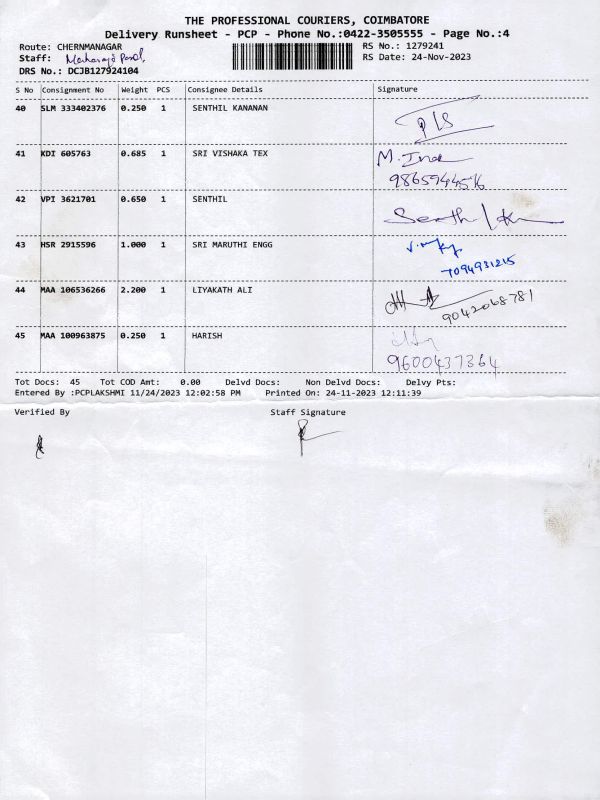 THE PROFESSIONAL COURIERS, COIMBATORE
Delivery Runsheet - PCP - Phone No.:0422-3505555 - Page No.:4
Route: CHERNMANAGAR RS No.: 1279241
Staff: RS Date: 24-Nov-2023
DRS No.: DCJB127924104
S No Consignment No Weight PCS Consignee Details Signature
40 SLM 333402376 0.250 1 SENTHIL KANANAN
41 KDI 605763 0.685 1 SRI VISHAKA TEX M.
9865944516
42 VPI 3621701 0.650 1 SENTHIL
43 HSR 2915596 1.000 1 SRI MARUTHI ENGG
7094931215
44 MAA 106536266 2.200 1 LIYAKATH ALI
9042068781
45 MAA 100963875 0.250 1 HARISH
9600437364
Tot Docs: 45 Tot COD Amt: 0.00 Delvd Docs: Non Delvd Docs: Delvy Pts:
Entered By :PCPLAKSHMI 11/24/2023 12:02:58 PM Printed On: 24-11-2023 12:11:39
Verified By Staff Signature